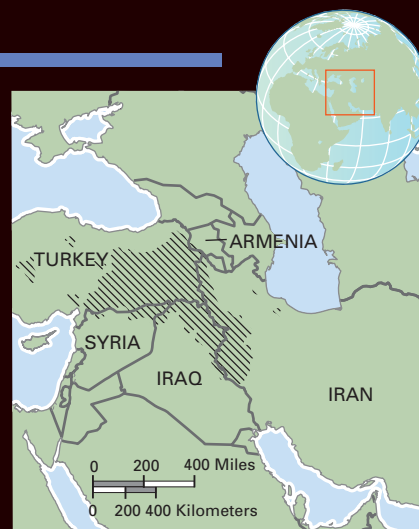 ARMENIA
TURKEY
SYRIA
IRAQ
IRAN
0 200 400 Miles
0 200 400 Kilometers